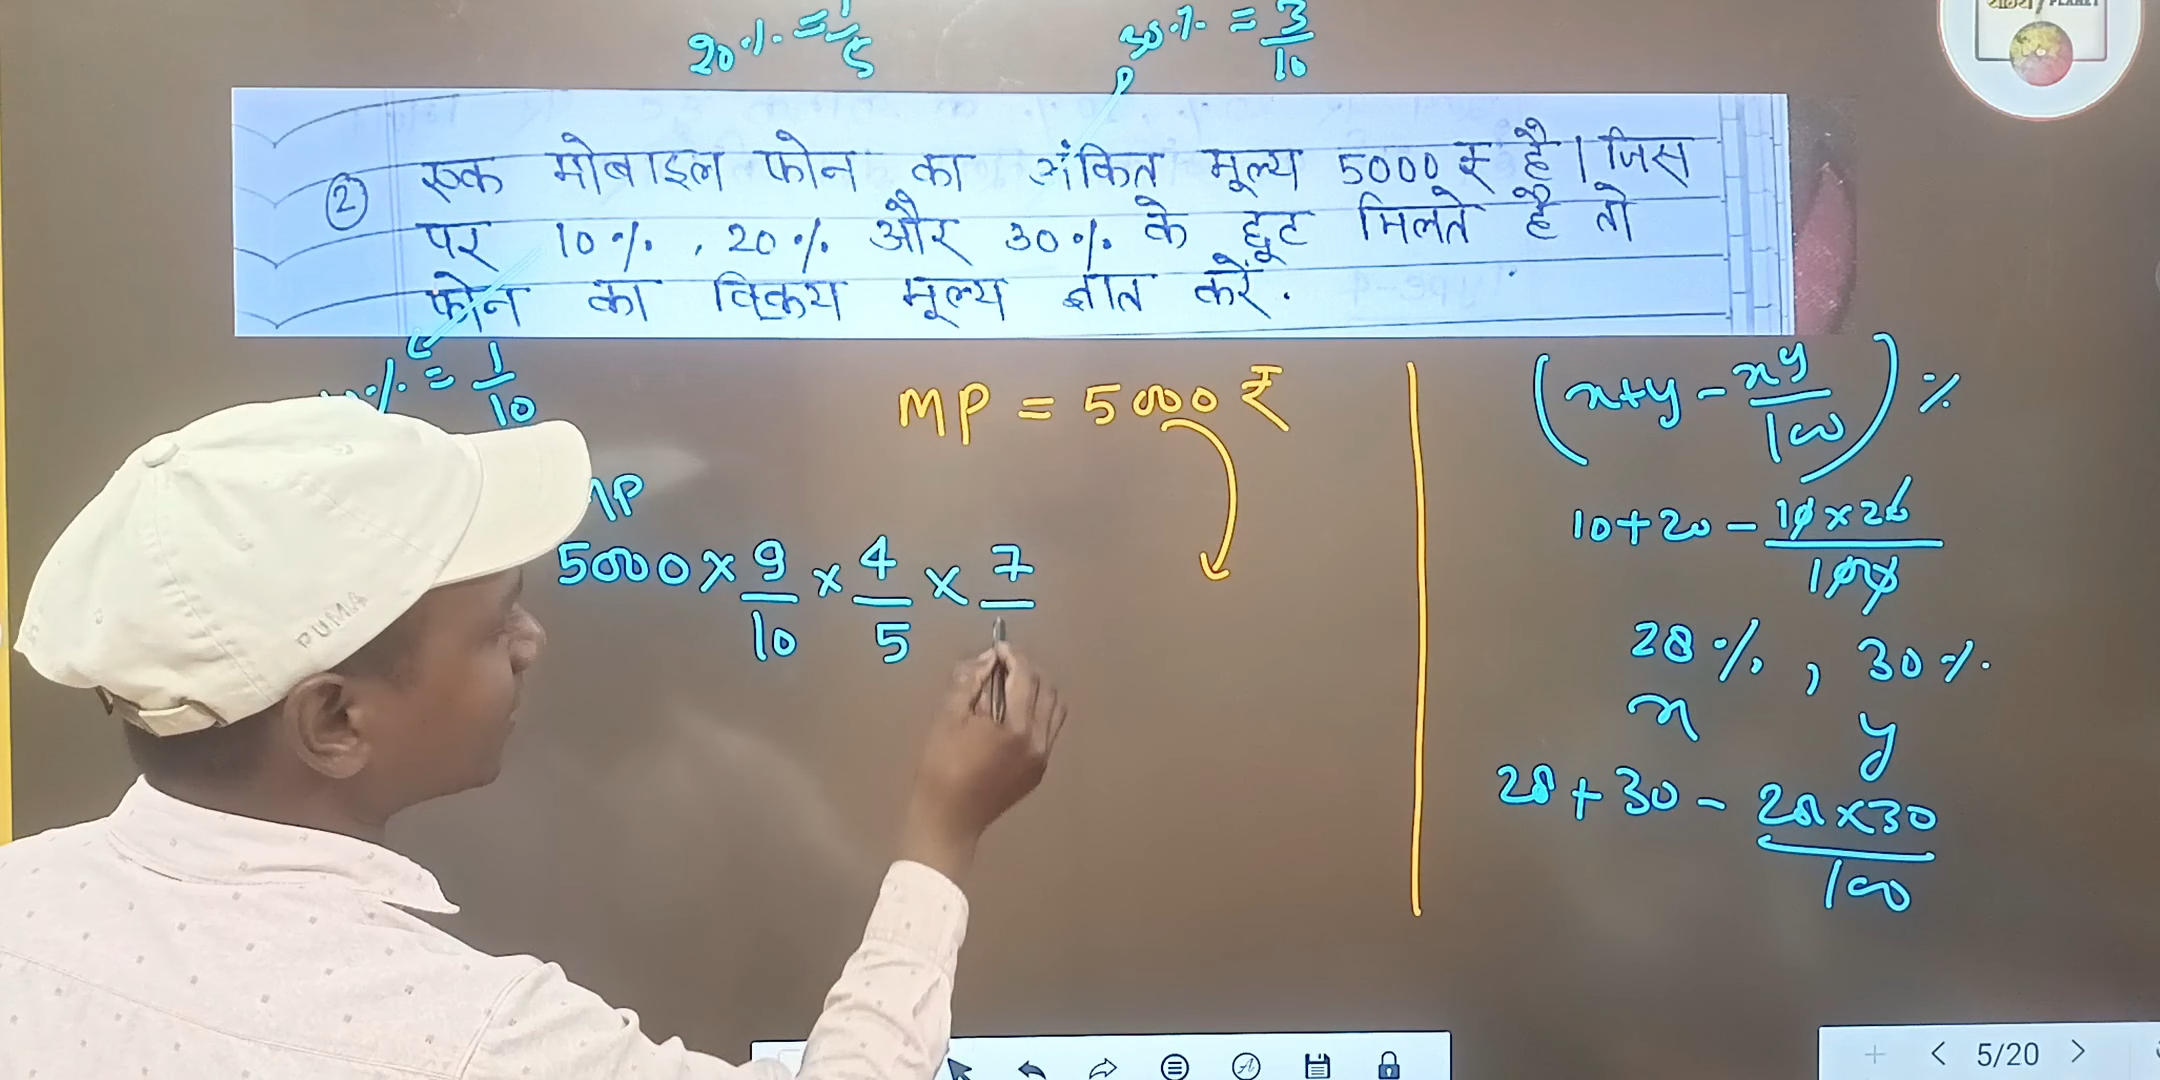 20% = 1/5
30% = 3/10
② एक मोबाइल फोन का अंकित मूल्य 5000 ₹ है। जिस
पर 10%, 20% और 30% के छूट मिलते है तो
फोन का विक्रय मूल्य ज्ञात करें.
% = 1/10
MP = 5000 ₹
MP
5000 × 9/10 × 4/5 × 7/
(x+y - xy/100) %
10+20 - 10×20/100
28%, 30%
x y
28+30 - 28×30/100
PUMA
5/20